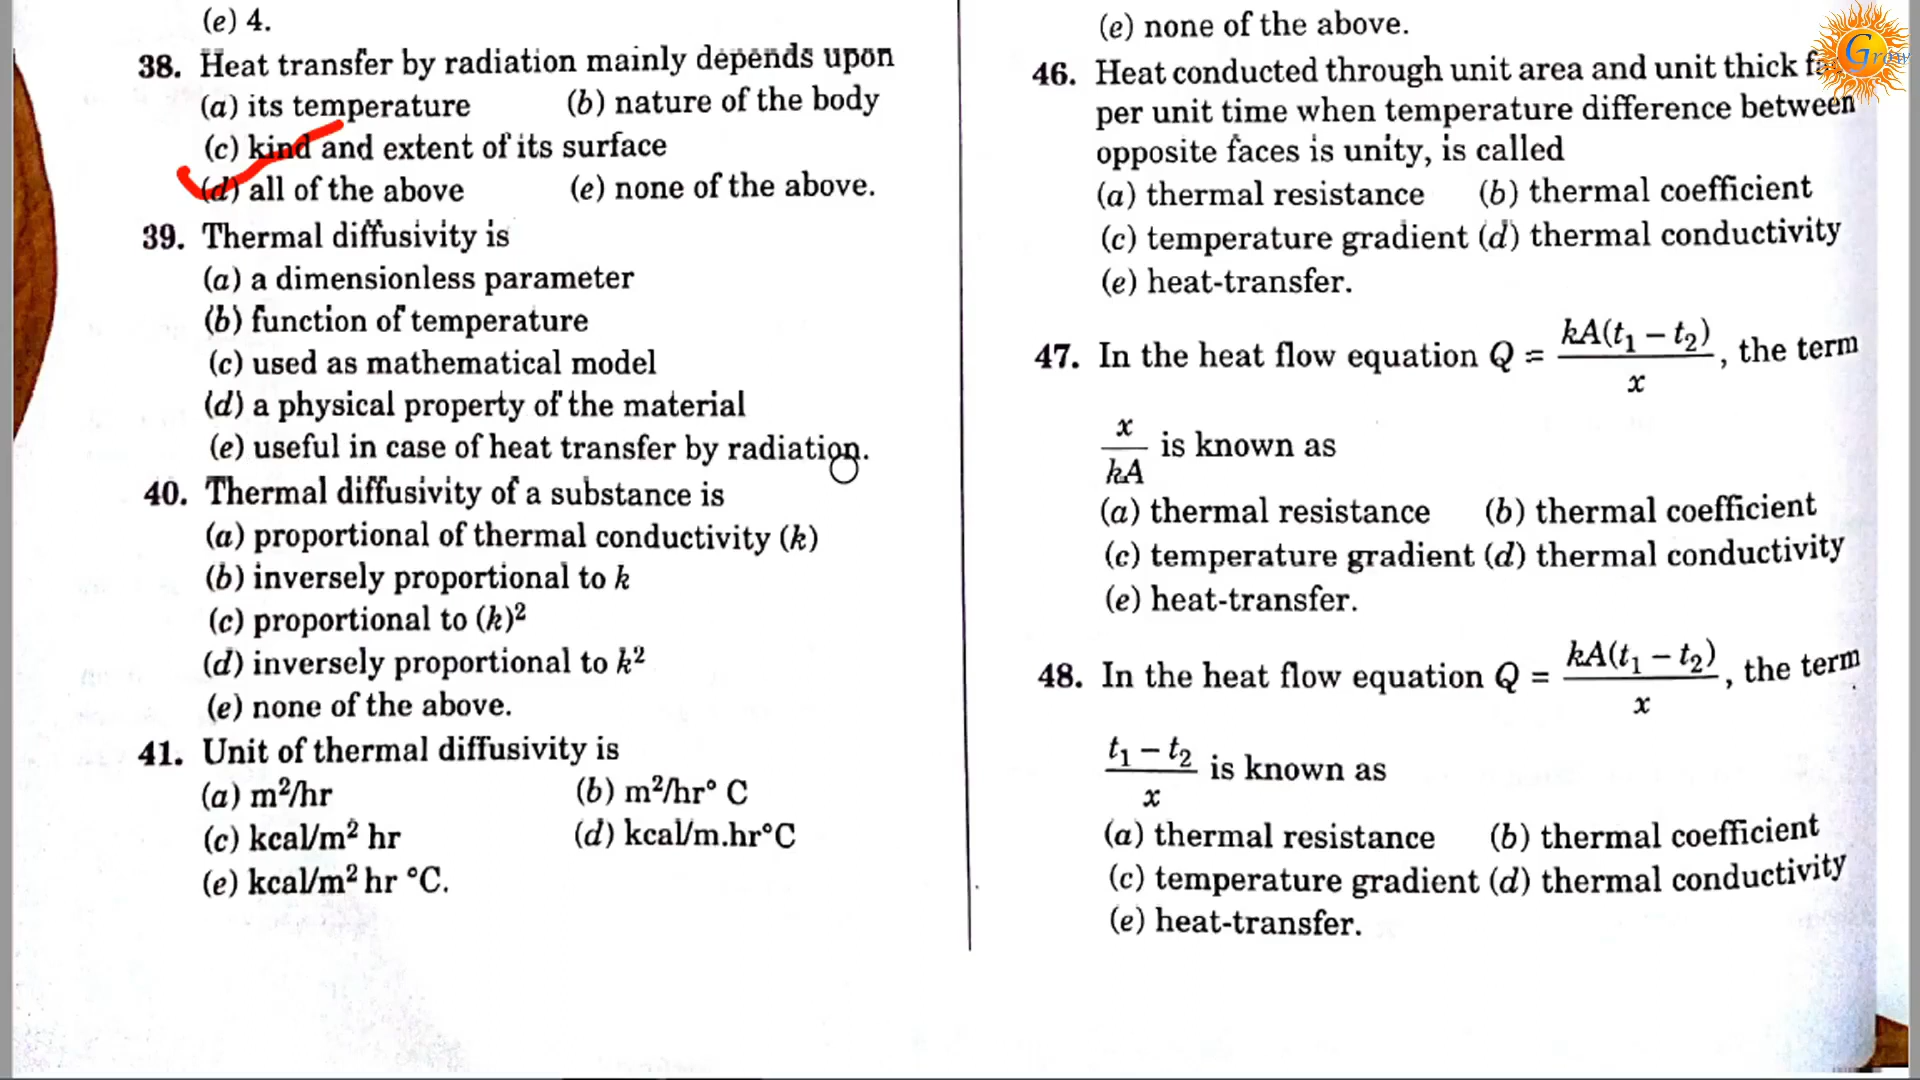 (e) 4.
38. Heat transfer by radiation mainly depends upon
(a) its temperature (b) nature of the body
(c) kind and extent of its surface
(d) all of the above (e) none of the above.
39. Thermal diffusivity is
(a) a dimensionless parameter
(b) function of temperature
(c) used as mathematical model
(d) a physical property of the material
(e) useful in case of heat transfer by radiation.
40. Thermal diffusivity of a substance is
(a) proportional of thermal conductivity (k)
(b) inversely proportional to k
(c) proportional to (k)²
(d) inversely proportional to k²
(e) none of the above.
41. Unit of thermal diffusivity is
(a) m²/hr (b) m²/hr° C
(c) kcal/m² hr (d) kcal/m.hr°C
(e) kcal/m² hr °C.
(e) none of the above.
46. Heat conducted through unit area and unit thick
per unit time when temperature difference between
opposite faces is unity, is called
(a) thermal resistance (b) thermal coefficient
(c) temperature gradient (d) thermal conductivity
(e) heat-transfer.
47. In the heat flow equation Q = kA(t₁ – t₂)/x, the term
x/kA is known as
(a) thermal resistance (b) thermal coefficient
(c) temperature gradient (d) thermal conductivity
(e) heat-transfer.
48. In the heat flow equation Q = kA(t₁ – t₂)/x, the term
t₁ – t₂/x is known as
(a) thermal resistance (b) thermal coefficient
(c) temperature gradient (d) thermal conductivity
(e) heat-transfer.
Grow